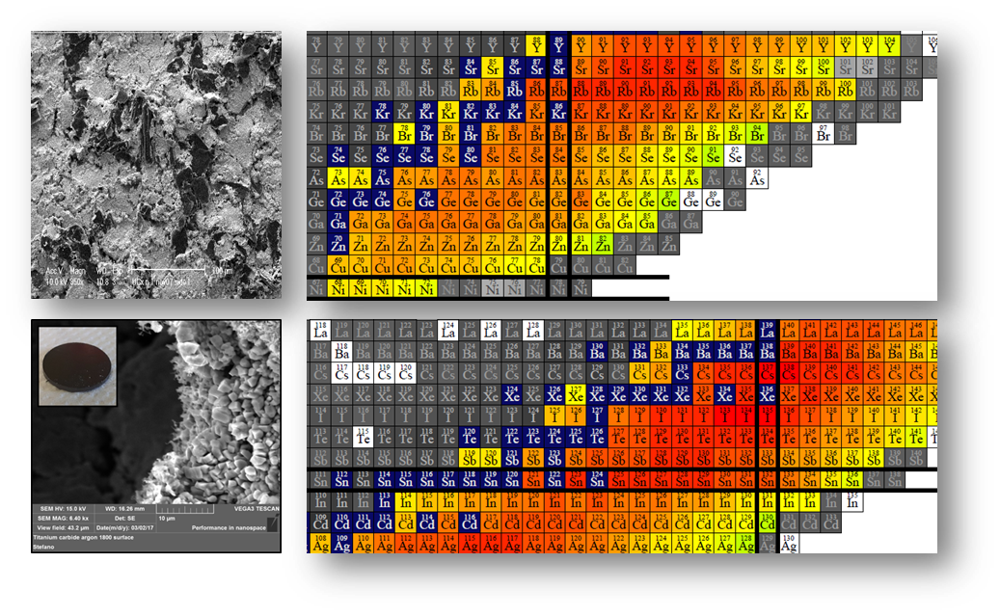 78 79 80 81 82 83 84 85 86 87 88 89 90 91 92 93 94 95 96 97 98 99 100 101 102 103 104
Y Y Y Y Y Y Y Y Y Y Y Y Y Y Y Y Y Y Y Y Y Y Y Y Y Y Y Y Y
77 78 79 80 81 82 83 84 85 86 87 88 89 90 91 92 93 94 95 96 97 98 99 100 101 102 103 104
Sr Sr Sr Sr Sr Sr Sr Sr Sr Sr Sr Sr Sr Sr Sr Sr Sr Sr Sr Sr Sr Sr Sr Sr Sr Sr Sr Sr
76 77 78 79 80 81 82 83 84 85 86 87 88 89 90 91 92 93 94 95 96 97 98 99 100 101 102 103
Rb Rb Rb Rb Rb Rb Rb Rb Rb Rb Rb Rb Rb Rb Rb Rb Rb Rb Rb Rb Rb Rb Rb Rb Rb Rb Rb Rb
75 76 77 78 79 80 81 82 83 84 85 86 87 88 89 90 91 92 93 94 95 96 97 98 99 100 101
Kr Kr Kr Kr Kr Kr Kr Kr Kr Kr Kr Kr Kr Kr Kr Kr Kr Kr Kr Kr Kr Kr Kr Kr Kr Kr Kr
74 75 76 77 78 79 80 81 82 83 84 85 86 87 88 89 90 91 92 93 94 95 96 97 98
Br Br Br Br Br Br Br Br Br Br Br Br Br Br Br Br Br Br Br Br Br Br Br Br Br
73 74 75 76 77 78 79 80 81 82 83 84 85 86 87 88 89 90 91 92 93 94 95
Se Se Se Se Se Se Se Se Se Se Se Se Se Se Se Se Se Se Se Se Se Se Se
72 73 74 75 76 77 78 79 80 81 82 83 84 85 86 87 88 89 90 91 92
As As As As As As As As As As As As As As As As As As As As As
71 72 73 74 75 76 77 78 79 80 81 82 83 84 85 86 87 88 89 90
Ge Ge Ge Ge Ge Ge Ge Ge Ge Ge Ge Ge Ge Ge Ge Ge Ge Ge Ge Ge
70 71 72 73 74 75 76 77 78 79 80 81 82 83 84 85 86 87
Ga Ga Ga Ga Ga Ga Ga Ga Ga Ga Ga Ga Ga Ga Ga Ga Ga Ga
69 70 71 72 73 74 75 76 77 78 79 80 81 82 83 84 85
Zn Zn Zn Zn Zn Zn Zn Zn Zn Zn Zn Zn Zn Zn Zn Zn Zn
68 69 70 71 72 73 74 75 76 77 78 79 80 81 82
Cu Cu Cu Cu Cu Cu Cu Cu Cu Cu Cu Cu Cu Cu Cu
Ni Ni Ni Ni Ni Ni Ni Ni Ni Ni Ni Ni Ni
Acc.V Magn WD
10.0 kV 350x 10.8
118 119 120 121 122 123 124 125 126 127 128 129 130 131 132 133 134 135 136 137 138 139 140 141 142 143 144 145
La La La La La La La La La La La La La La La La La La La La La La La La La La La La
117 118 119 120 121 122 123 124 125 126 127 128 129 130 131 132 133 134 135 136 137 138 139 140 141 142 143 144
Ba Ba Ba Ba Ba Ba Ba Ba Ba Ba Ba Ba Ba Ba Ba Ba Ba Ba Ba Ba Ba Ba Ba Ba Ba Ba Ba Ba
116 117 118 119 120 121 122 123 124 125 126 127 128 129 130 131 132 133 134 135 136 137 138 139 140 141 142 143
Cs Cs Cs Cs Cs Cs Cs Cs Cs Cs Cs Cs Cs Cs Cs Cs Cs Cs Cs Cs Cs Cs Cs Cs Cs Cs Cs Cs
115 116 117 118 119 120 121 122 123 124 125 126 127 128 129 130 131 132 133 134 135 136 137 138 139 140 141 142
Xe Xe Xe Xe Xe Xe Xe Xe Xe Xe Xe Xe Xe Xe Xe Xe Xe Xe Xe Xe Xe Xe Xe Xe Xe Xe Xe Xe
114 115 116 117 118 119 120 121 122 123 124 125 126 127 128 129 130 131 132 133 134 135 136 137 138 139 140 141
I I I I I I I I I I I I I I I I I I I I I I I I I I I I
113 114 115 116 117 118 119 120 121 122 123 124 125 126 127 128 129 130 131 132 133 134 135 136 137 138 139 140
Te Te Te Te Te Te Te Te Te Te Te Te Te Te Te Te Te Te Te Te Te Te Te Te Te Te Te Te
112 113 114 115 116 117 118 119 120 121 122 123 124 125 126 127 128 129 130 131 132 133 134 135 136 137 138 139 140
Sb Sb Sb Sb Sb Sb Sb Sb Sb Sb Sb Sb Sb Sb Sb Sb Sb Sb Sb Sb Sb Sb Sb Sb Sb Sb Sb Sb
111 112 113 114 115 116 117 118 119 120 121 122 123 124 125 126 127 128 129 130 131 132 133 134 135 136 137 138
Sn Sn Sn Sn Sn Sn Sn Sn Sn Sn Sn Sn Sn Sn Sn Sn Sn Sn Sn Sn Sn Sn Sn Sn Sn Sn Sn
110 111 112 113 114 115 116 117 118 119 120 121 122 123 124 125 126 127 128 129 130 131 132 133 134 135
In In In In In In In In In In In In In In In In In In In In In In In In In In
109 110 111 112 113 114 115 116 117 118 119 120 121 122 123 124 125 126 127 128 129 130 131 132 133
Cd Cd Cd Cd Cd Cd Cd Cd Cd Cd Cd Cd Cd Cd Cd Cd Cd Cd Cd Cd Cd Cd Cd Cd Cd
108 109 110 111 112 113 114 115 116 117 118 119 120 121 122 123 124 125 126 127 128 129 130
Ag Ag Ag Ag Ag Ag Ag Ag Ag Ag Ag Ag Ag Ag Ag Ag Ag Ag Ag Ag Ag Ag Ag
SEM HV: 15.0 kV WD: 16.26 mm VEGA3 TESCAN
SEM MAG: 6.40 kx Det: SE 10 µm
View field: 43.2 µm Date(m/d/y): 03/02/17 Performance in nanospace
Titanium carbide argon 1800 surface
Stefano